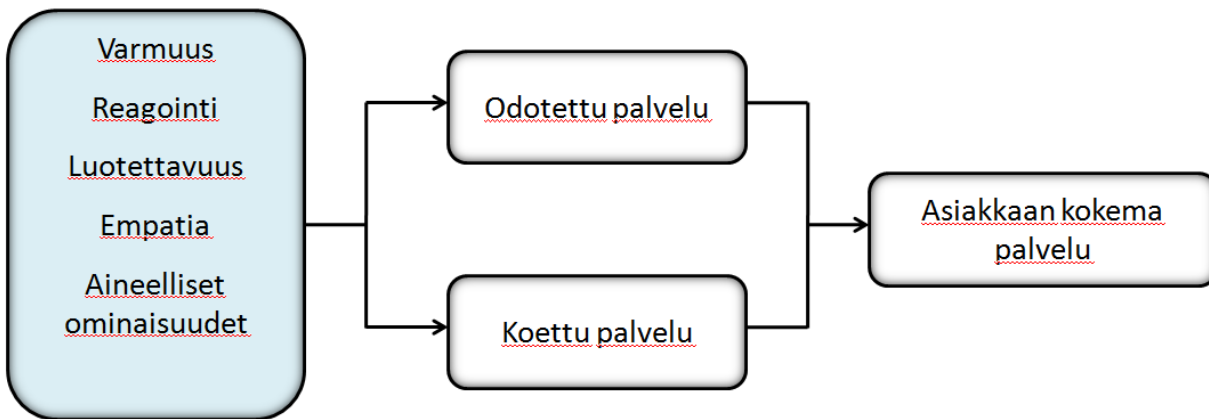 Varmuus
Reagointi
Luotettavuus
Empatia
Aineelliset
ominaisuudet
Odotettu palvelu
Koettu palvelu
Asiakkaan kokema
palvelu